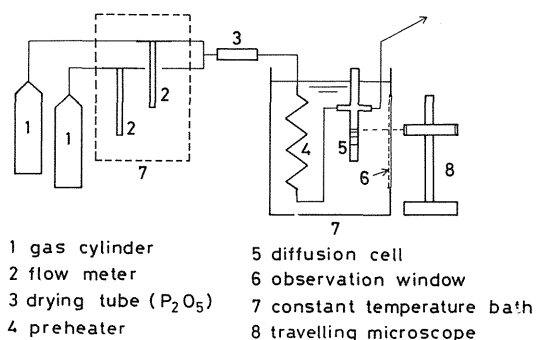 3
2
2
1
1
7
4
5
6
7
8
1 gas cylinder
2 flow meter
3 drying tube (P2O5)
4 preheater
5 diffusion cell
6 observation window
7 constant temperature bath
8 travelling microscope